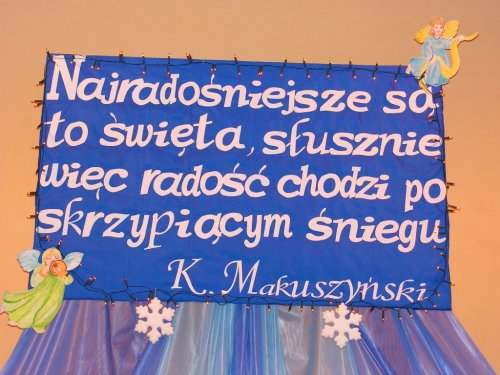 Najradośniejsze są
to święta, słusznie
więc radość chodzi po
skrzypiącym śniegu
K. Makuszyński